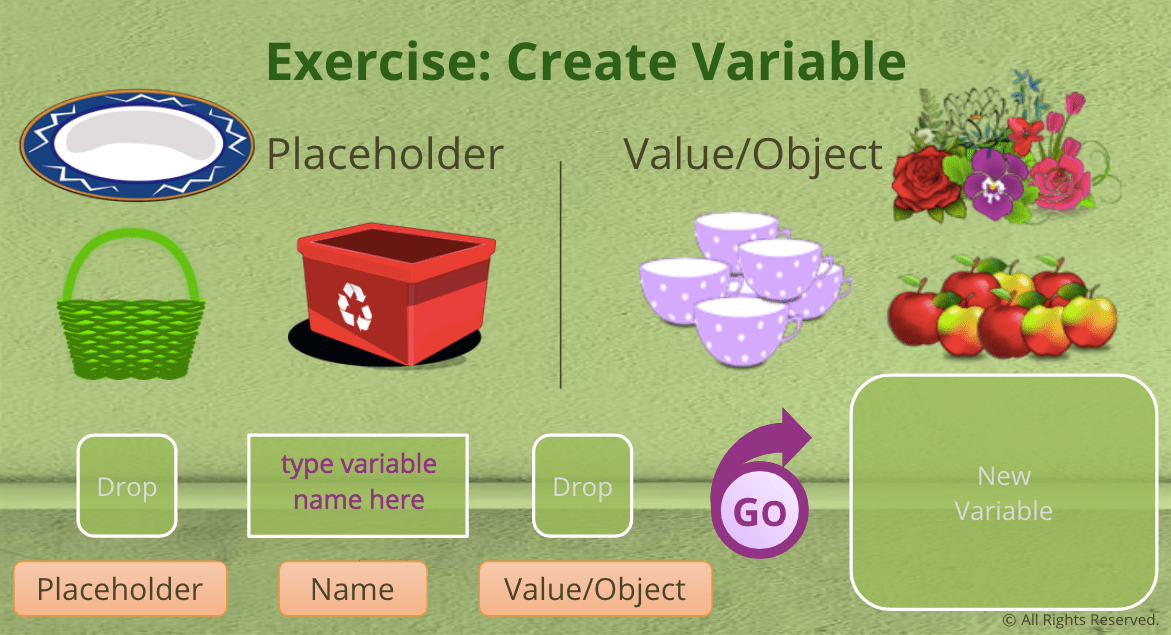 Exercise: Create Variable
Placeholder
Value/Object
Drop
type variable
name here
Drop
GO
New
Variable
Placeholder
Name
Value/Object
© All Rights Reserved.